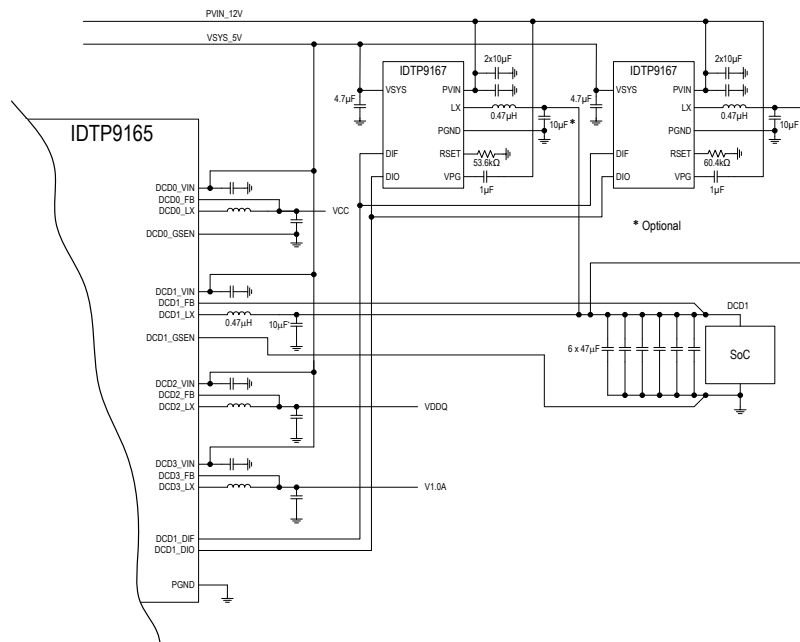 PVIN_12V
VSYS_5V
IDTP9167
VSYS
PVIN
LX
PGND
DIF
RSET
DIO
VPG
4.7µF
2x10µF
0.47µH
10µF *
53.6kΩ
1µF
IDTP9167
VSYS
PVIN
LX
PGND
DIF
RSET
DIO
VPG
4.7µF
2x10µF
0.47µH
10µF
60.4kΩ
1µF
* Optional
IDTP9165
DCD0_VIN
DCD0_FB
DCD0_LX
VCC
DCD0_GSEN
DCD1_VIN
DCD1_FB
DCD1_LX
0.47µH
10µF*
DCD1_GSEN
DCD1
6 x 47µF
SoC
DCD2_VIN
DCD2_FB
DCD2_LX
VDDQ
DCD3_VIN
DCD3_FB
DCD3_LX
V1.0A
DCD1_DIF
DCD1_DIO
PGND